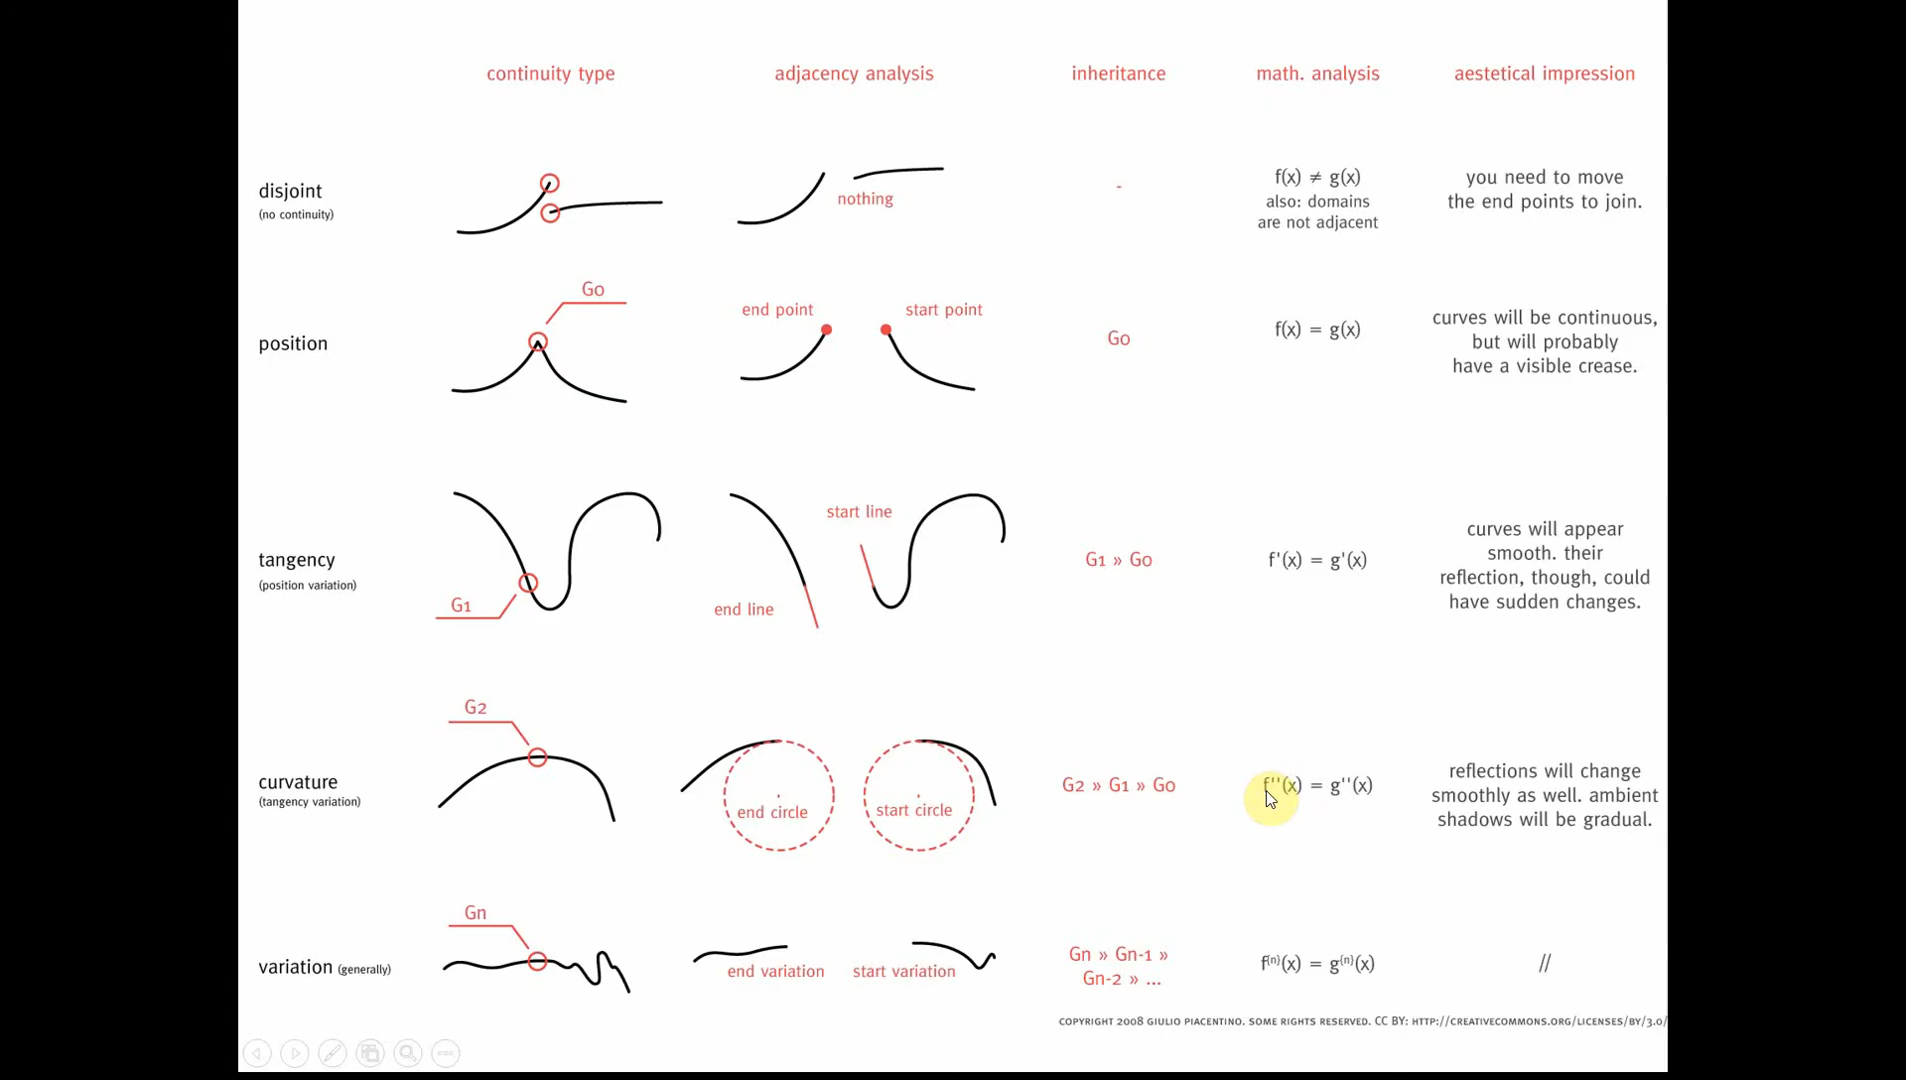 continuity type
adjacency analysis
inheritance
math. analysis
aestetical impression
disjoint
(no continuity)
nothing
-
f(x) ≠ g(x)
also: domains
are not adjacent
you need to move
the end points to join.
position
G0
end point
start point
G0
f(x) = g(x)
curves will be continuous,
but will probably
have a visible crease.
tangency
(position variation)
G1
end line
start line
G1 » G0
f'(x) = g'(x)
curves will appear
smooth. their
reflection, though, could
have sudden changes.
curvature
(tangency variation)
G2
end circle
start circle
G2 » G1 » G0
f''(x) = g''(x)
reflections will change
smoothly as well. ambient
shadows will be gradual.
variation (generally)
Gn
end variation
start variation
Gn » Gn-1 »
Gn-2 » ...
f{n}(x) = g{n}(x)
//
COPYRIGHT 2008 GIULIO PIACENTINO. SOME RIGHTS RESERVED. CC BY: HTTP://CREATIVECOMMONS.ORG/LICENSES/BY/3.0/